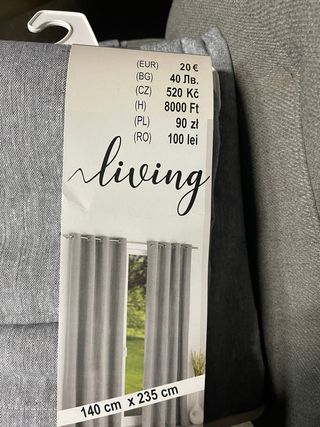 (EUR) 20 €
(BG) 40 Лв.
(CZ) 520 Kč
(H) 8000 Ft
(PL) 90 zł
(RO) 100 lei
living
140 cm x 235 cm